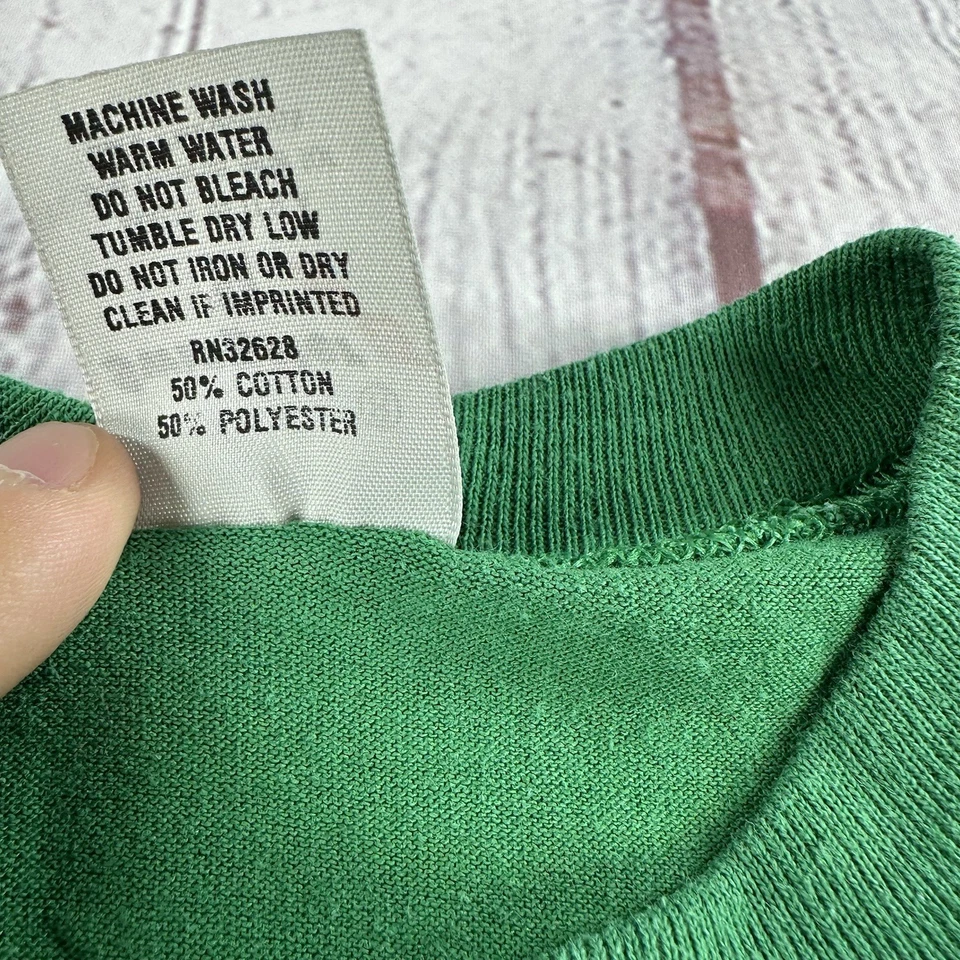 MACHINE WASH
WARM WATER
DO NOT BLEACH
TUMBLE DRY LOW
DO NOT IRON OR DRY
CLEAN IF IMPRINTED
RN32628
50% COTTON
50% POLYESTER